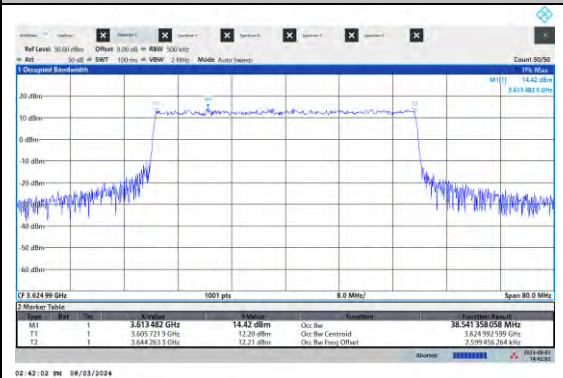 Ref Level 30.00 dBm Offset 0.00 dB RBW 500 kHz
Att 30 dB SWT 100 ms VBW 2 MHz Mode Auto Sweep Count 50/50
1 Occupied Bandwidth 1Pk Max
M1[1] 14.42 dBm
3.613 482 0 GHz
20 dBm
T1 M1 T2
10 dBm
0 dBm
-10 dBm
-20 dBm
-50 dBm
-60 dBm
CF 3.624 99 GHz 1001 pts 8.0 MHz/ Span 80.0 MHz
2 Marker Table
Type Ref Trc X-Value Y-Value Function Function Result
M1 1 3.613 482 GHz 14.42 dBm Occ Bw 38.541 358 058 MHz
T1 1 3.605 721 9 GHz 12.20 dBm Occ Bw Centroid 3.624 992 599 GHz
T2 1 3.644 263 3 GHz 12.21 dBm Occ Bw Freq Offset 2.599 456 264 kHz
02:42:02 PM 08/03/2024